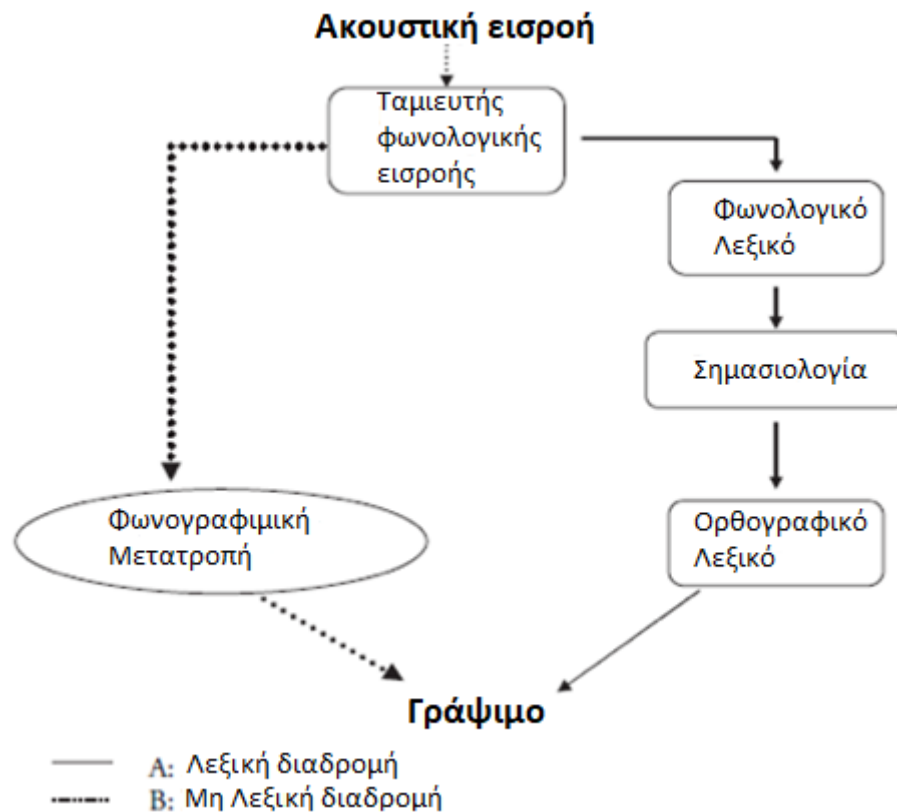 Ακουστική εισροή
Ταμιευτής
φωνολογικής
εισροής
Φωνολογικό
Λεξικό
Σημασιολογία
Φωνογραφιμική
Μετατροπή
Ορθογραφικό
Λεξικό
Γράψιμο
A: Λεξική διαδρομή
B: Μη Λεξική διαδρομή